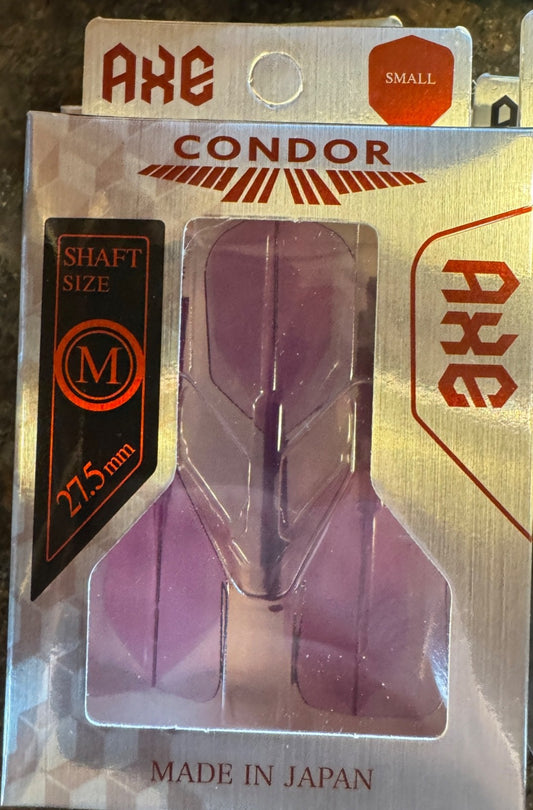 AXE
SMALL
CONDOR
SHAFT
SIZE
M
27.5mm
AXE
MADE IN JAPAN